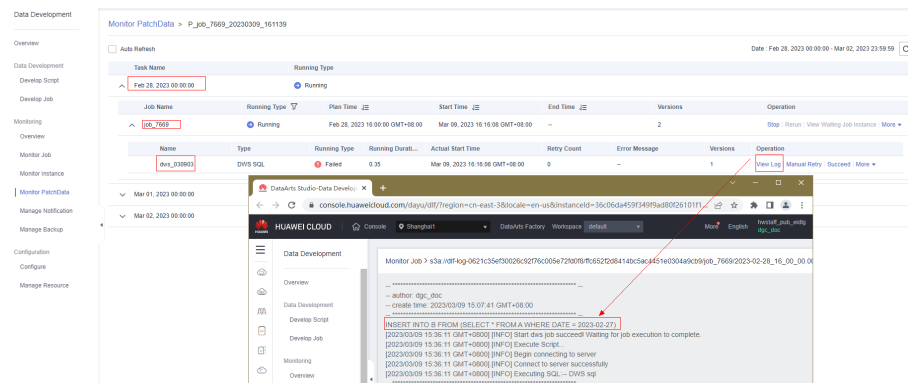 Data Development
Overview
Data Development
Develop Script
Develop Job
Monitoring
Overview
Monitor Job
Monitor Instance
Monitor PatchData
Manage Notification
Manage Backup
Configuration
Configure
Manage Resource
Monitor PatchData > P_job_7669_20230309_161139
Auto Refresh
Date : Feb 28, 2023 00:00:00 - Mar 02, 2023 23:59:59
Task Name Running Type
Feb 28, 2023 00:00:00 Running
Job Name Running Type Plan Time Start Time End Time Versions Operation
job_7669 Running Feb 28, 2023 16:00:00 GMT+08:00 Mar 09, 2023 16:16:08 GMT+08:00 -- 2 Stop Rerun View Waiting Job Instance More
Name Type Running Type Running Durati... Actual Start Time Retry Count Error Message Versions Operation
dws_030903 DWS SQL Failed 0.35 Mar 09, 2023 16:16:08 GMT+08:00 0 -- 1 View Log Manual Retry Succeed More
Mar 01, 2023 00:00:00
Mar 02, 2023 00:00:00
DataArts Studio-Data Develop
console.huaweicloud.com/dayu/dlf/?region=cn-east-3&locale=en-us&instanceId=36c06da459f349f9ad80f26101f1...
HUAWEI CLOUD Console Shanghai1 DataArts Factory Workspace default More English hwstaff_pub_eidg
dgc_doc
Data Development
Overview
Data Development
Develop Script
Develop Job
Monitoring
Overview
-- author: dgc_doc
-- create time: 2023/03/09 15:07:41 GMT+08:00
INSERT INTO B FROM (SELECT * FROM A WHERE DATE = 2023-02-27)
[2023/03/09 15:36:11 GMT+0800] [INFO] Start dws job succeed! Waiting for job execution to complete.
[2023/03/09 15:36:11 GMT+0800] [INFO] Execute Script...
[2023/03/09 15:36:11 GMT+0800] [INFO] Begin connecting to server
[2023/03/09 15:36:11 GMT+0800] [INFO] Connect to server successfully
[2023/03/09 15:36:11 GMT+0800] [INFO] Executing SQL:-- DWS sql